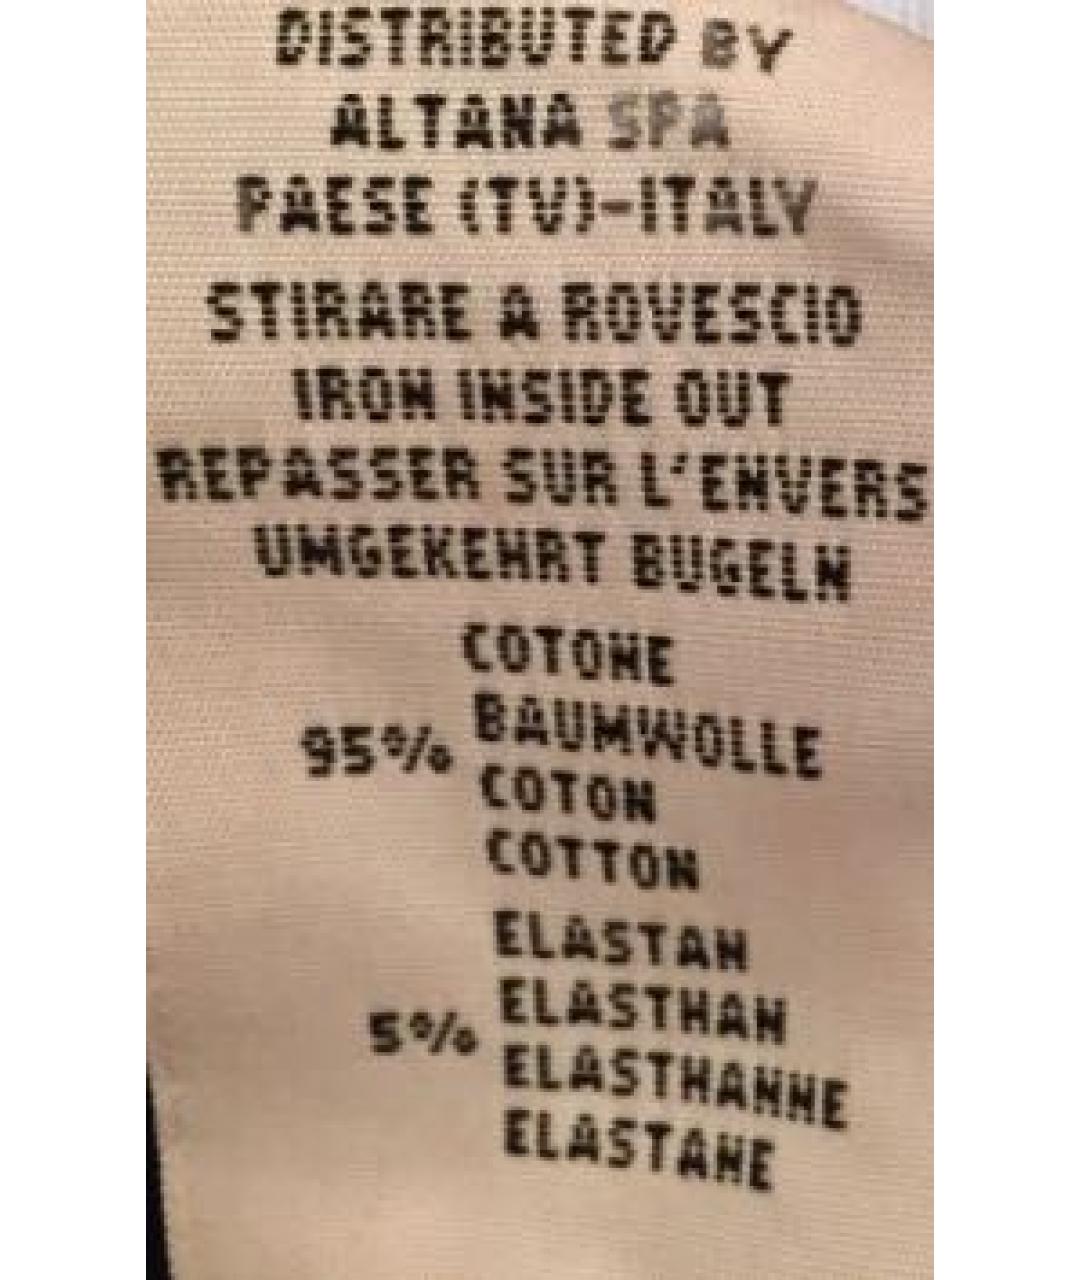 DISTRIBUTED BY
ALTANA SPA
PAESE (TV)-ITALY
STIRARE A ROVESCIO
IRON INSIDE OUT
REPASSER SUR L'ENVERS
UMGEKEHRT BUGELN
COTONE
BAUMWOLLE
95%
COTON
COTTON
ELASTAN
ELASTHAN
5%
ELASTHANNE
ELASTANE